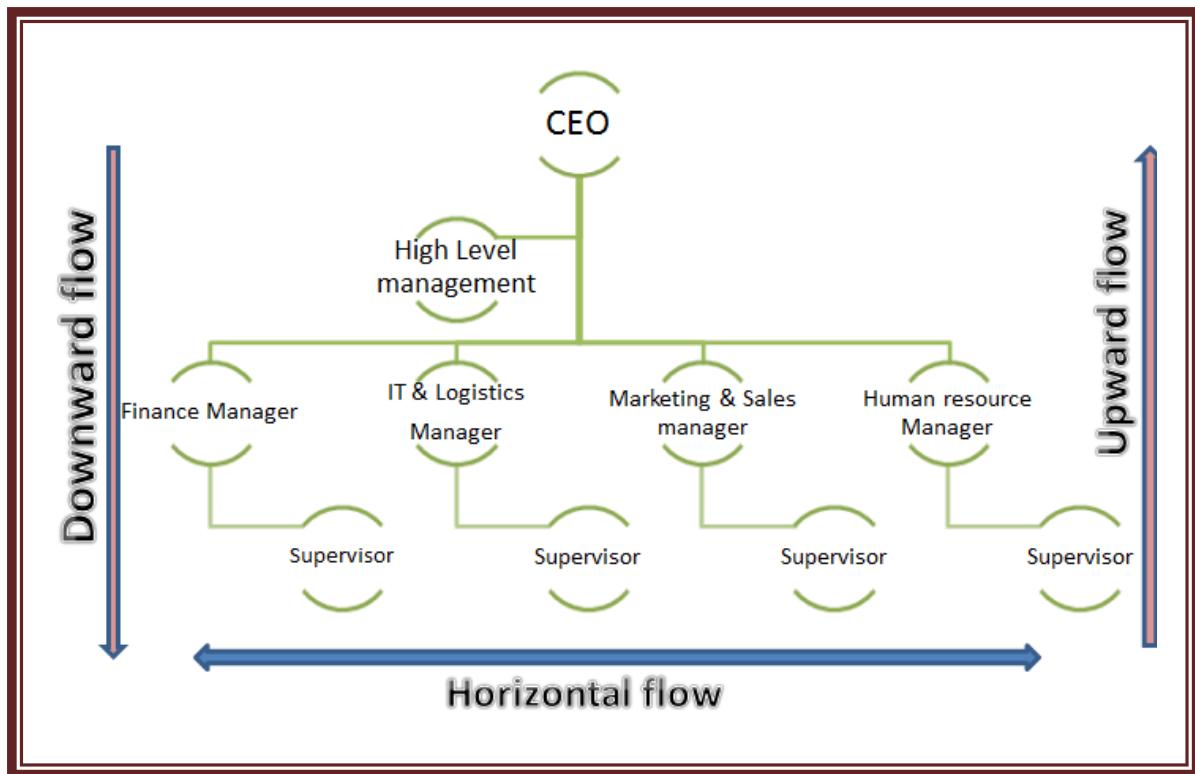 CEO
High Level
management
Downward flow
Upward flow
Finance Manager
IT & Logistics
Manager
Marketing & Sales
manager
Human resource
Manager
Supervisor
Supervisor
Supervisor
Supervisor
Horizontal flow